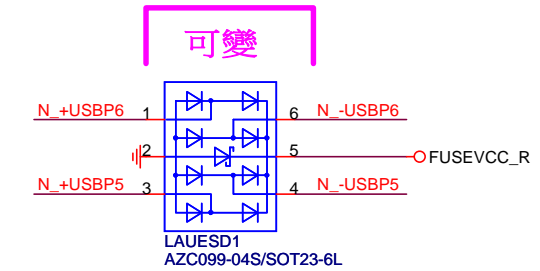 可變
N_+USBP6 1 6 N_-USBP6
2 5 FUSEVCC_R
N_+USBP5 3 4 N_-USBP5
LAUESD1
AZC099-04S/SOT23-6L